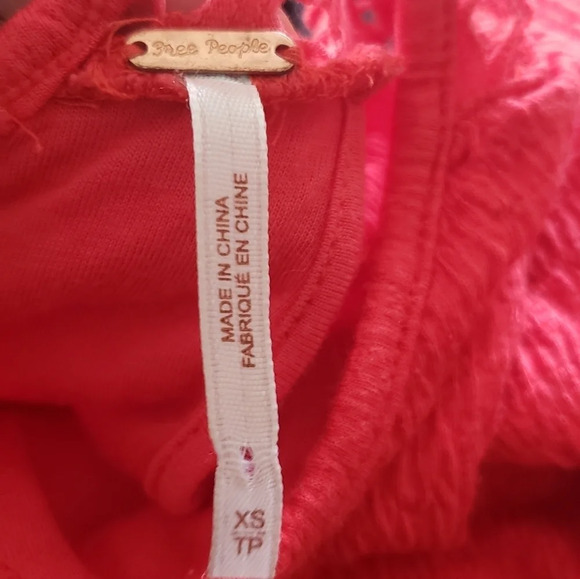 Free People
MADE IN CHINA
FABRIQUÉ EN CHINE
XS
TP